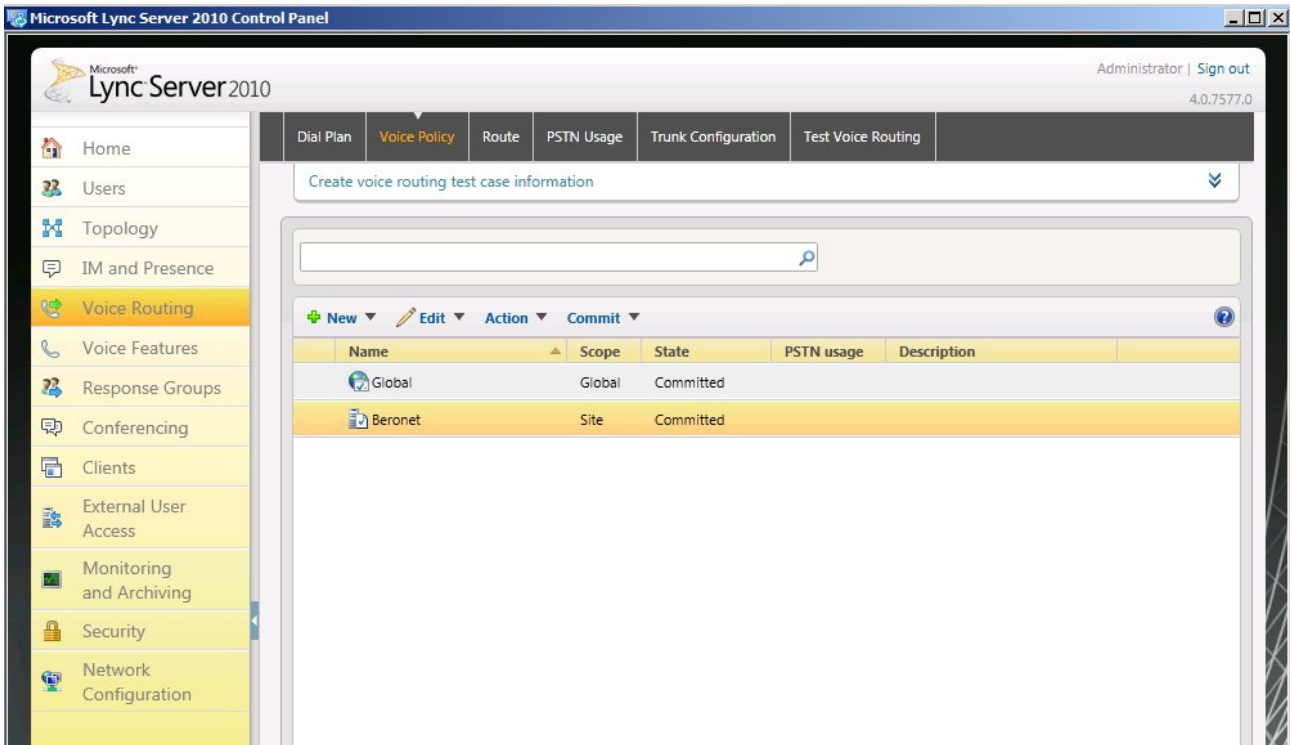 Microsoft Lync Server 2010 Control Panel
Microsoft®
Lync Server 2010
Administrator | Sign out
4.0.7577.0
Home
Users
Topology
IM and Presence
Voice Routing
Voice Features
Response Groups
Conferencing
Clients
External User
Access
Monitoring
and Archiving
Security
Network
Configuration
Dial Plan Voice Policy Route PSTN Usage Trunk Configuration Test Voice Routing
Create voice routing test case information
New Edit Action Commit
Name Scope State PSTN usage Description
Global Global Committed
Beronet Site Committed